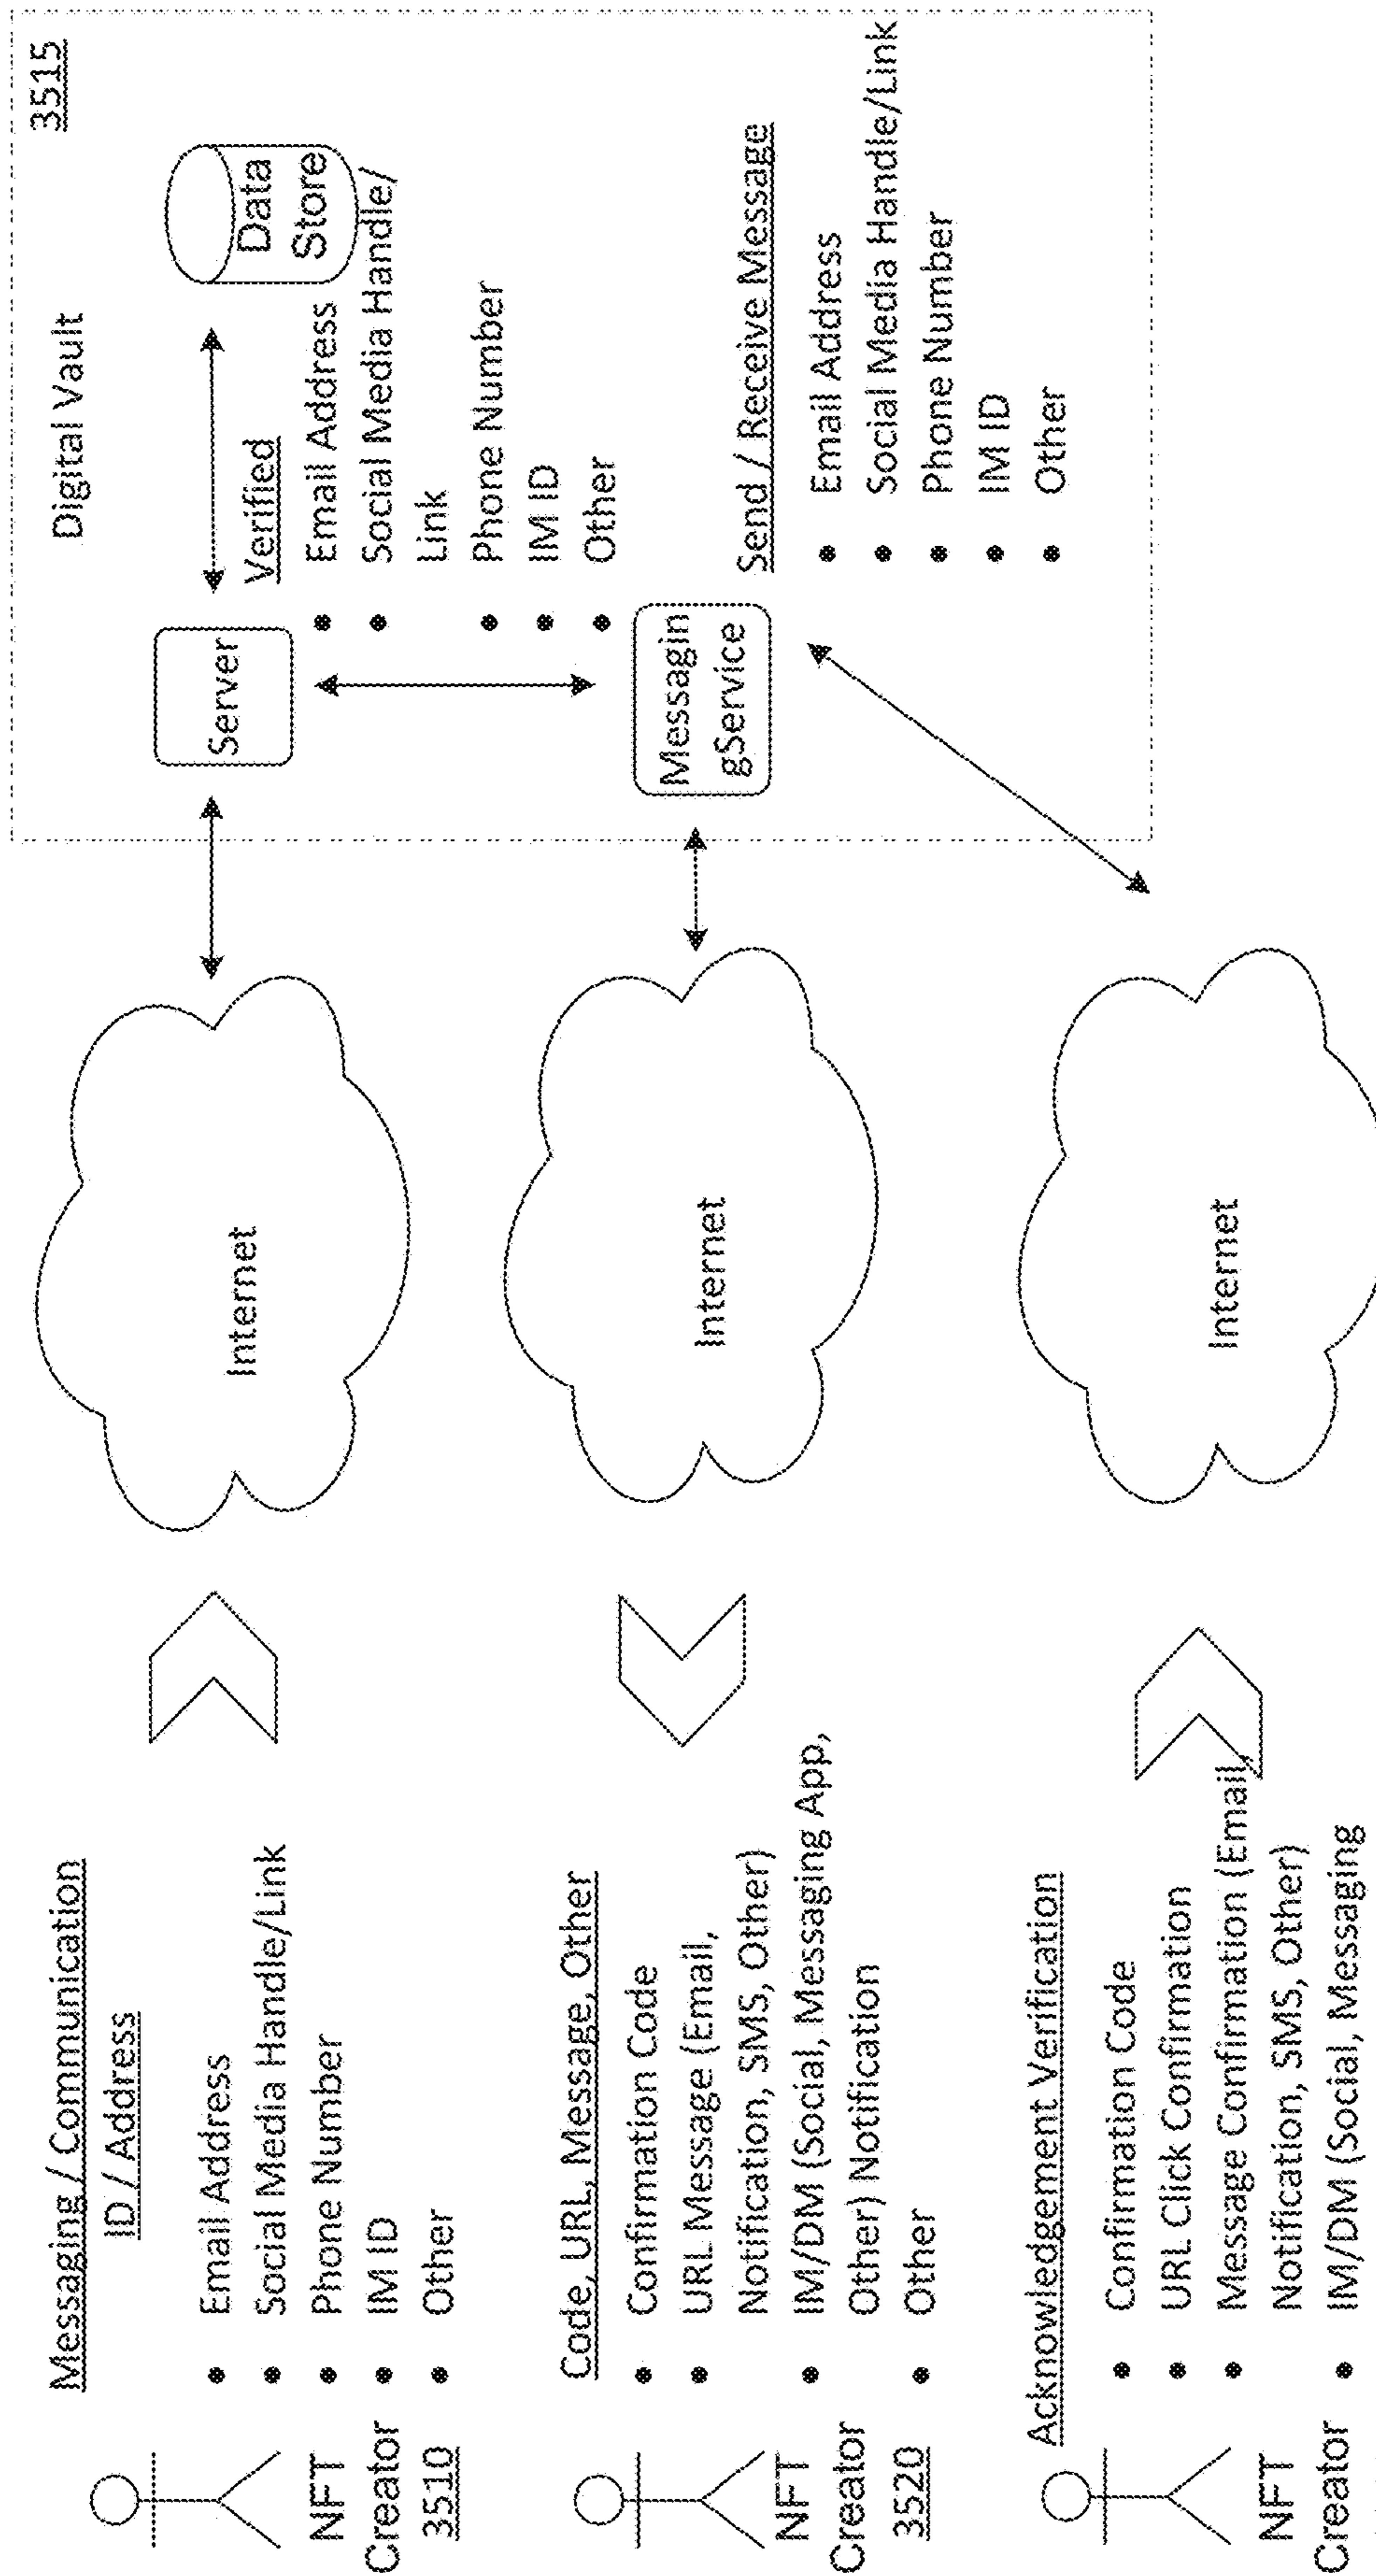 Messaging / Communication
ID / Address
• Email Address
• Social Media Handle/Link
• Phone Number
• IM ID
• Other
NFT
Creator
3510
Internet
Digital Vault
3515
Server
Data
Store
Verified
• Email Address
• Social Media Handle/
Link
• Phone Number
• IM ID
• Other
Code, URL, Message, Other
• Confirmation Code
• URL Message (Email,
Notification, SMS, Other)
• IM/DM (Social, Messaging App,
Other) Notification
• Other
NFT
Creator
3520
Internet
Messagin
gService
Send / Receive Message
• Email Address
• Social Media Handle/Link
• Phone Number
• IM ID
• Other
Acknowledgement Verification
• Confirmation Code
• URL Click Confirmation
• Message Confirmation (Email,
Notification, SMS, Other)
• IM/DM (Social, Messaging
NFT
Creator
Internet